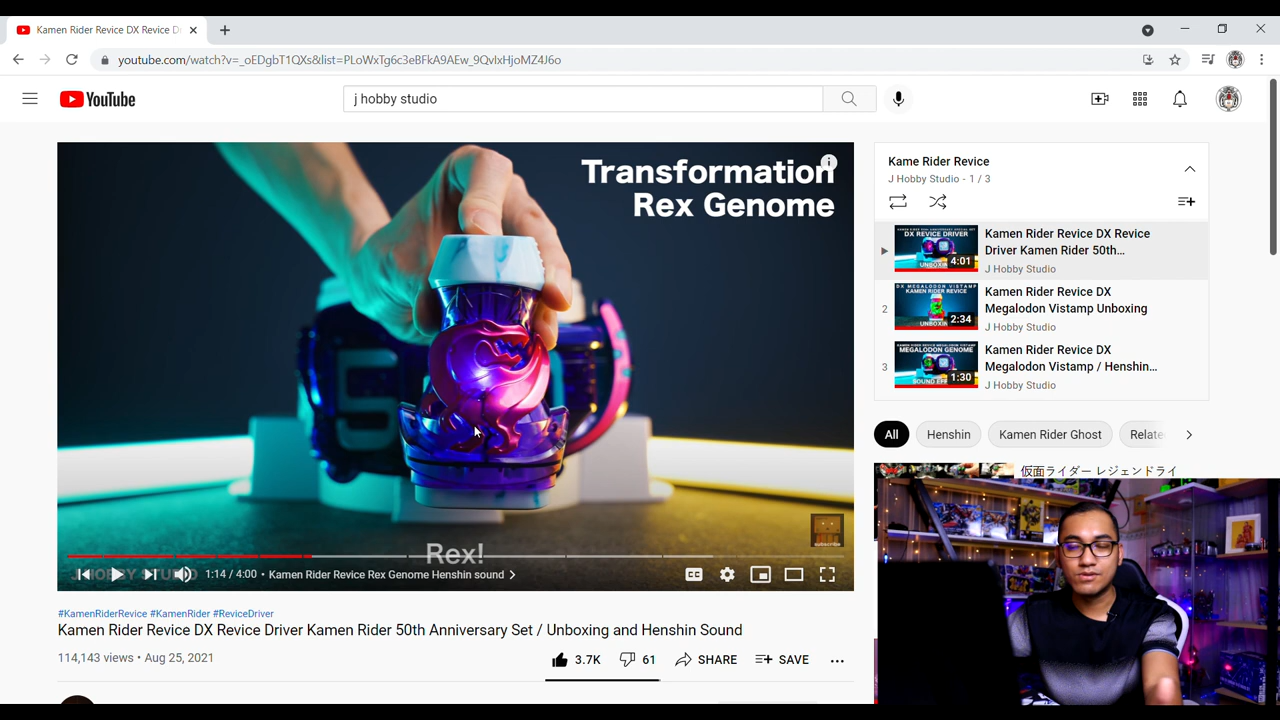 Kamen Rider Revice DX Revice D
youtube.com/watch?v=_oEDgbT1QXs&list=PLoWxTg6c3eBFkA9AEw_9QvIxHfoMZ4J6o
YouTube
j hobby studio
Transformation
Rex Genome
Rex!
subscribe
1:14 / 4:00 • Kamen Rider Revice Rex Genome Henshin sound
CC
#KamenRiderRevice #KamenRider #ReviceDriver
Kamen Rider Revice DX Revice Driver Kamen Rider 50th Anniversary Set / Unboxing and Henshin Sound
114,143 views • Aug 25, 2021
3.7K
61
SHARE
SAVE
Kame Rider Revice
J Hobby Studio - 1 / 3
DX REVICE DRIVER
4:01
Kamen Rider Revice DX Revice
Driver Kamen Rider 50th...
J Hobby Studio
2
2:34
Kamen Rider Revice DX
Megalodon Vistamp Unboxing
J Hobby Studio
3
MEGALODON GENOME
1:30
Kamen Rider Revice DX
Megalodon Vistamp / Henshin...
J Hobby Studio
All
Henshin
Kamen Rider Ghost
Relate
仮面ライダー レジェンドライ